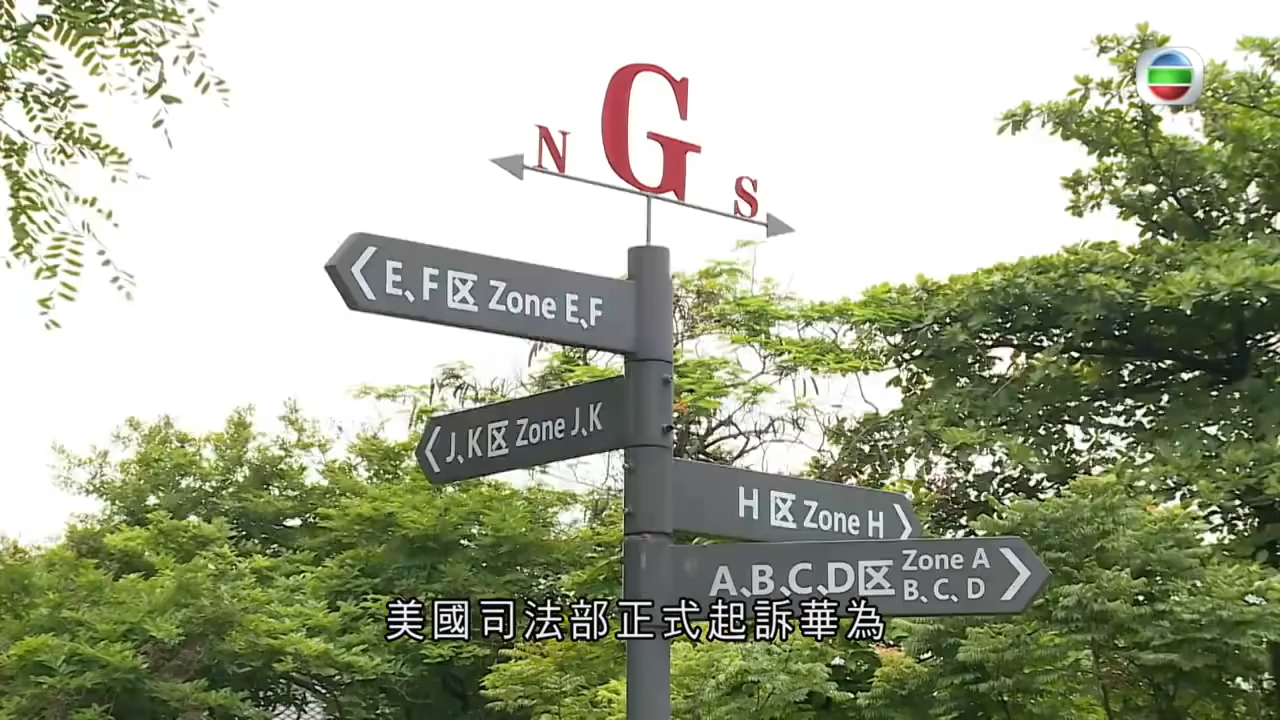 N G S
E、F区 Zone E、F
J、K区 Zone J、K
H区 Zone H
A、B、C、D区 Zone A
B、C、D
美國司法部正式起訴華為